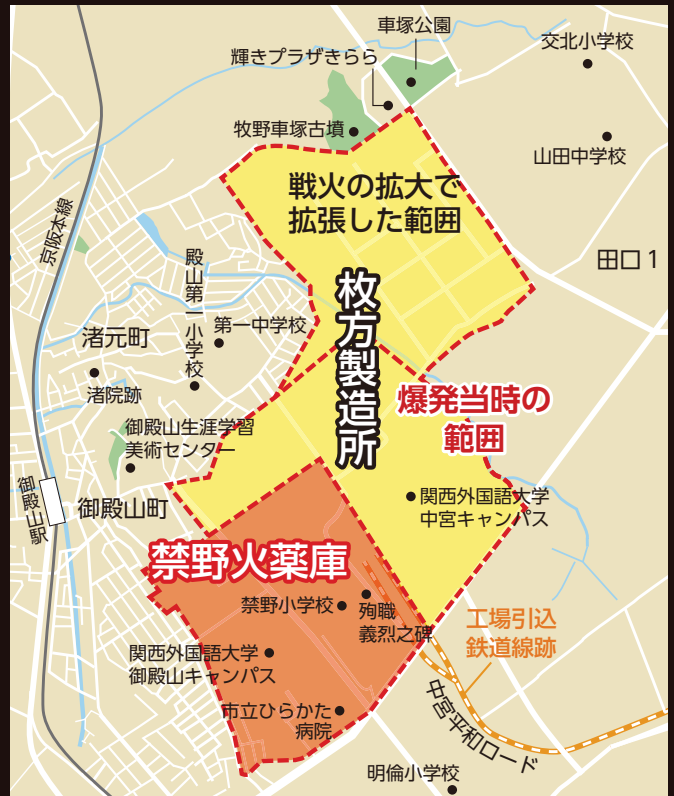 車塚公園
輝きプラザきらら
交北小学校
牧野車塚古墳
山田中学校
戦火の拡大で
拡張した範囲
京阪本線
田口1
殿山第一小学校
枚方製造所
第一中学校
渚元町
渚院跡
爆発当時の
範囲
御殿山生涯学習
美術センター
御殿山駅
御殿山町
関西外国語大学
中宮キャンパス
禁野火薬庫
禁野小学校
殉職
義烈之碑
工場引込
鉄道線跡
関西外国語大学
御殿山キャンパス
中宮平和ロード
市立ひらかた
病院
明倫小学校